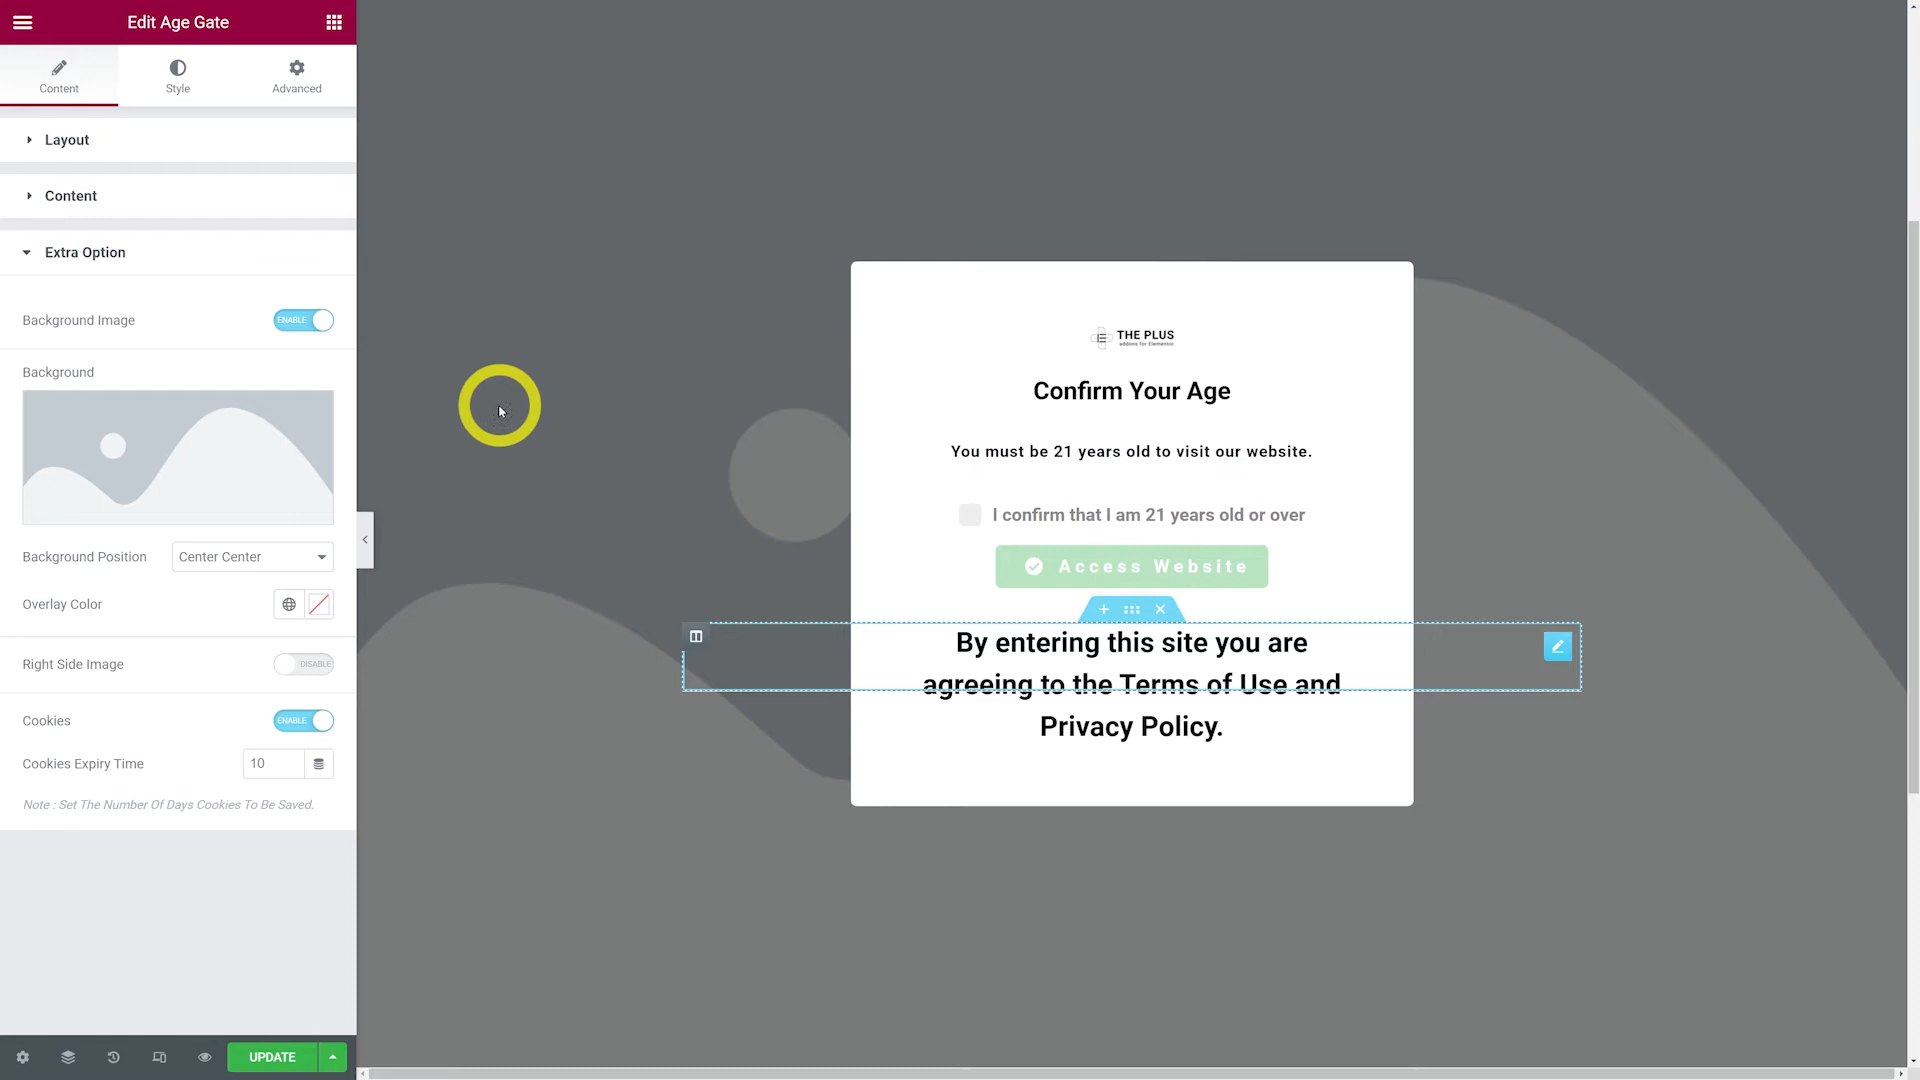 Edit Age Gate
Content
Style
Advanced
Layout
Content
Extra Option
Background Image
ENABLE
Background
Background Position
Center Center
Overlay Color
Right Side Image
DISABLE
Cookies
ENABLE
Cookies Expiry Time
10
Note : Set The Number Of Days Cookies To Be Saved.
UPDATE
THE PLUS
addons for Elementor
Confirm Your Age
You must be 21 years old to visit our website.
I confirm that I am 21 years old or over
Access Website
By entering this site you are
agreeing to the Terms of Use and
Privacy Policy.